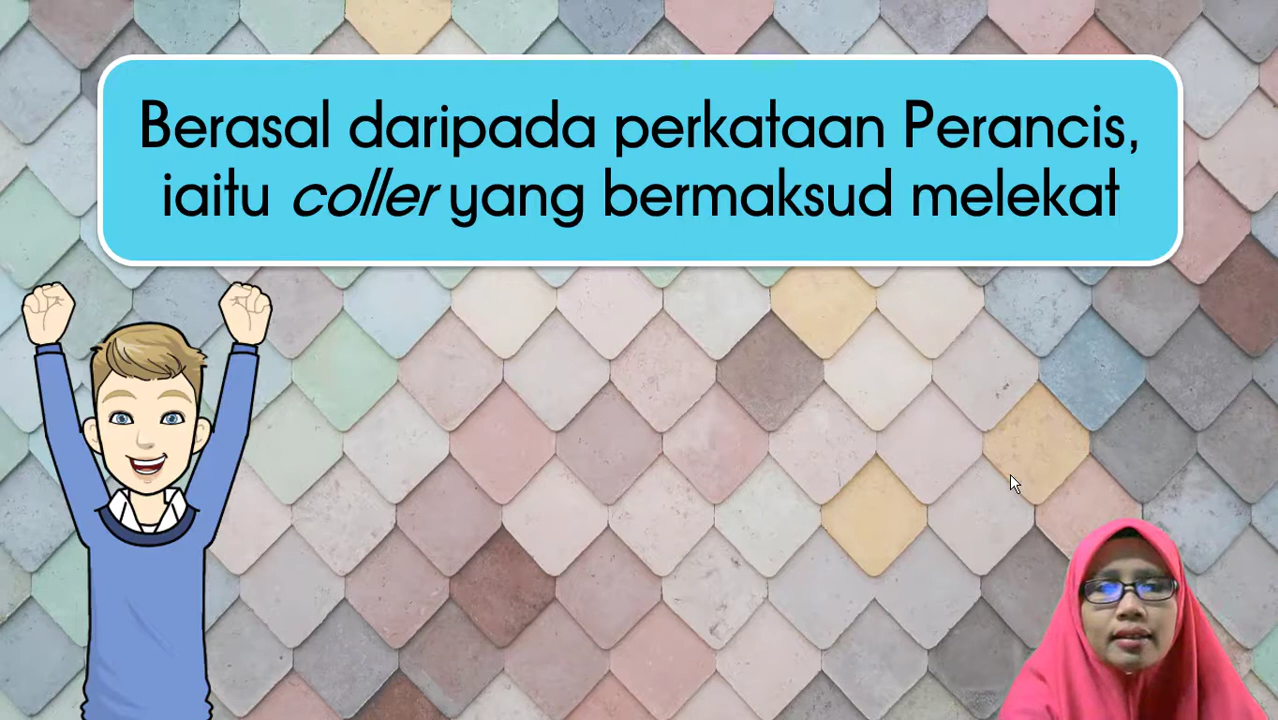 Berasal daripada perkataan Perancis,
iaitu coller yang bermaksud melekat